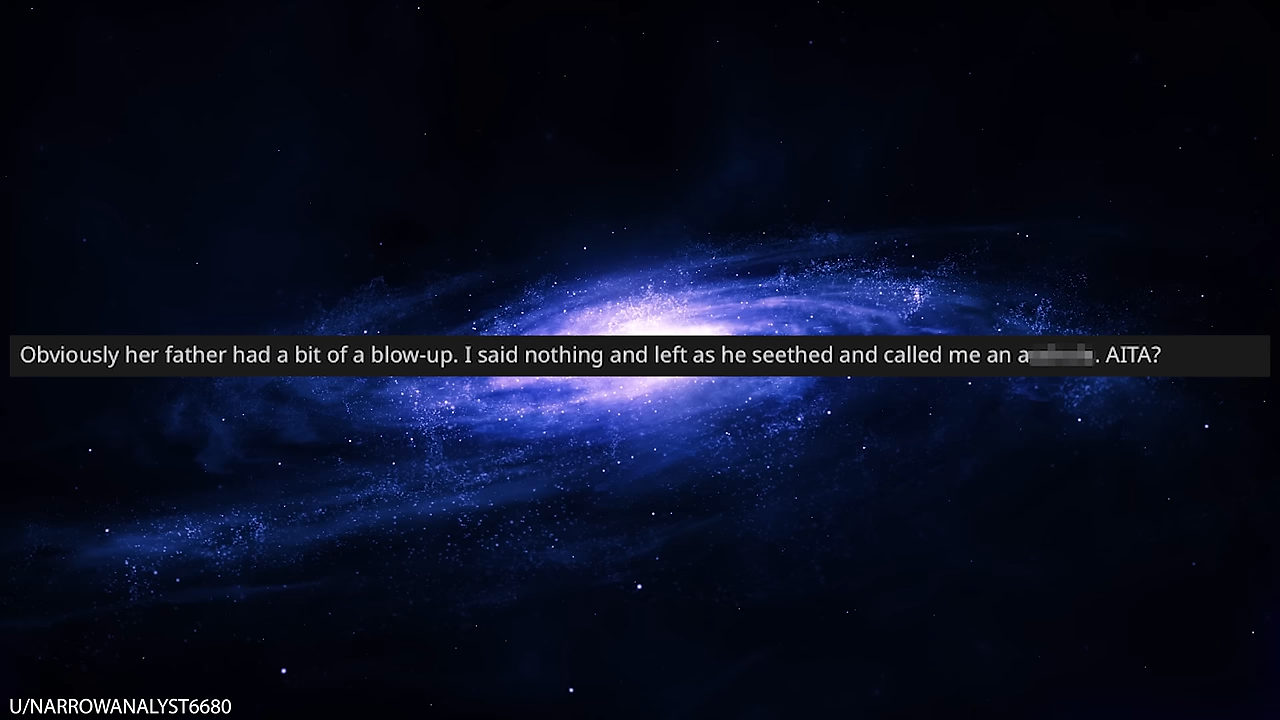 Obviously her father had a bit of a blow-up. I said nothing and left as he seethed and called me an a. AITA?
U/NARROWANALYST6680